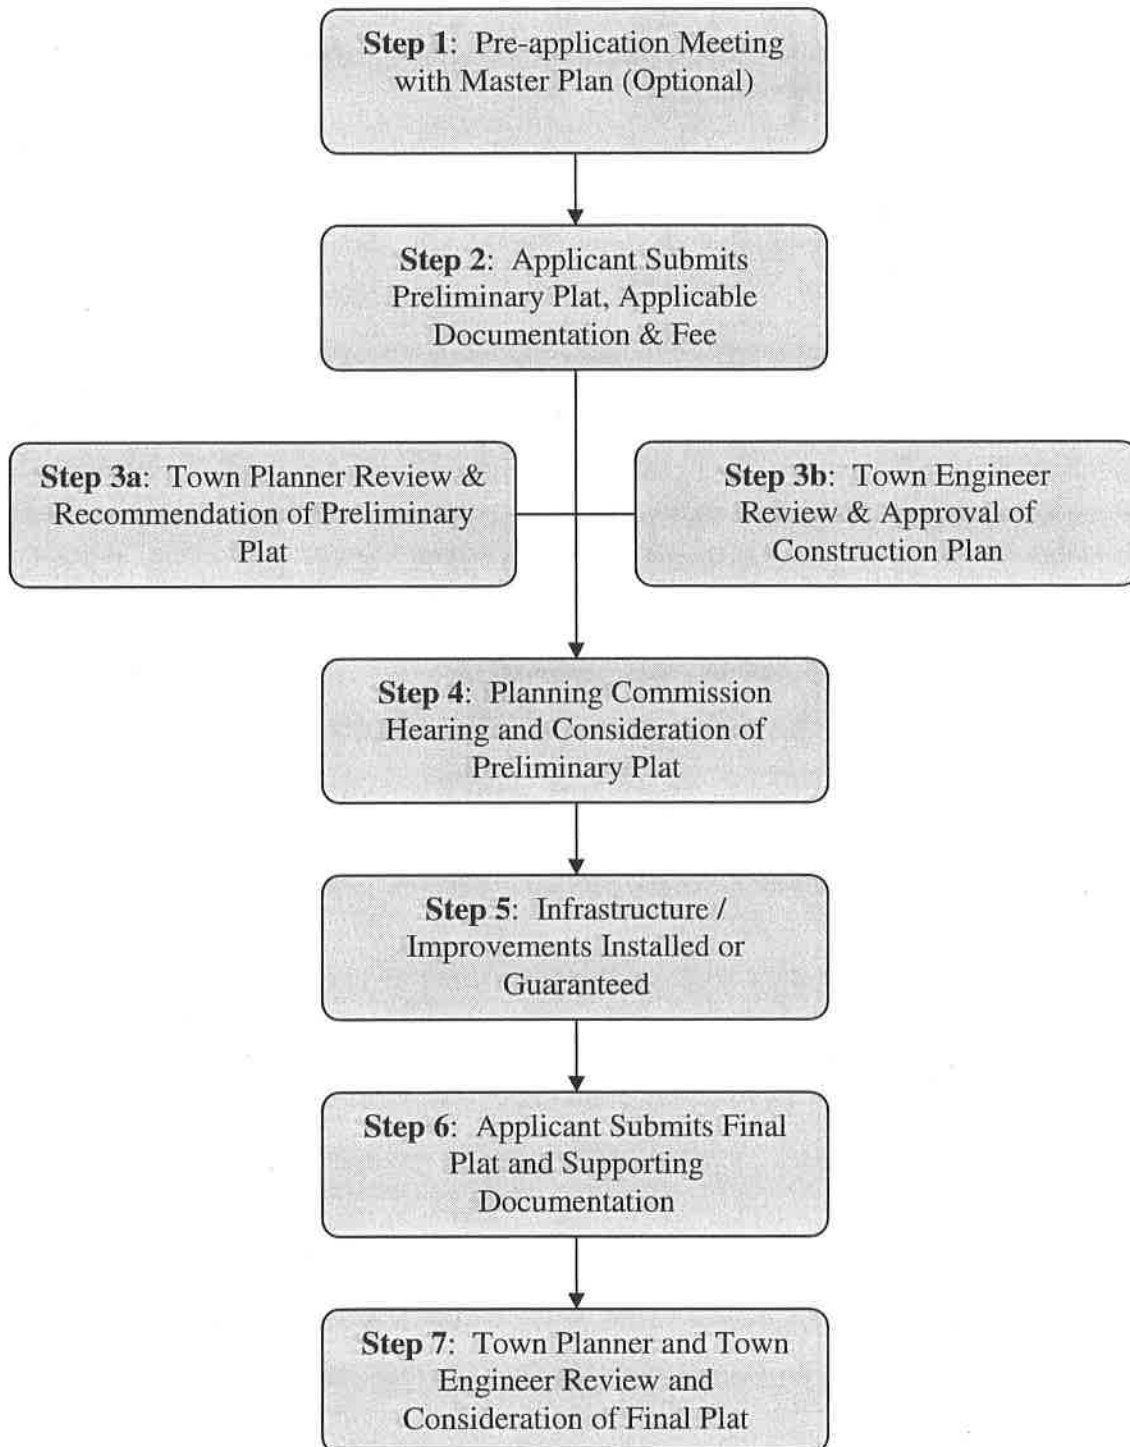 Step 1: Pre-application Meeting
with Master Plan (Optional)
Step 2: Applicant Submits
Preliminary Plat, Applicable
Documentation & Fee
Step 3a: Town Planner Review &
Recommendation of Preliminary
Plat
Step 3b: Town Engineer
Review & Approval of
Construction Plan
Step 4: Planning Commission
Hearing and Consideration of
Preliminary Plat
Step 5: Infrastructure /
Improvements Installed or
Guaranteed
Step 6: Applicant Submits Final
Plat and Supporting
Documentation
Step 7: Town Planner and Town
Engineer Review and
Consideration of Final Plat